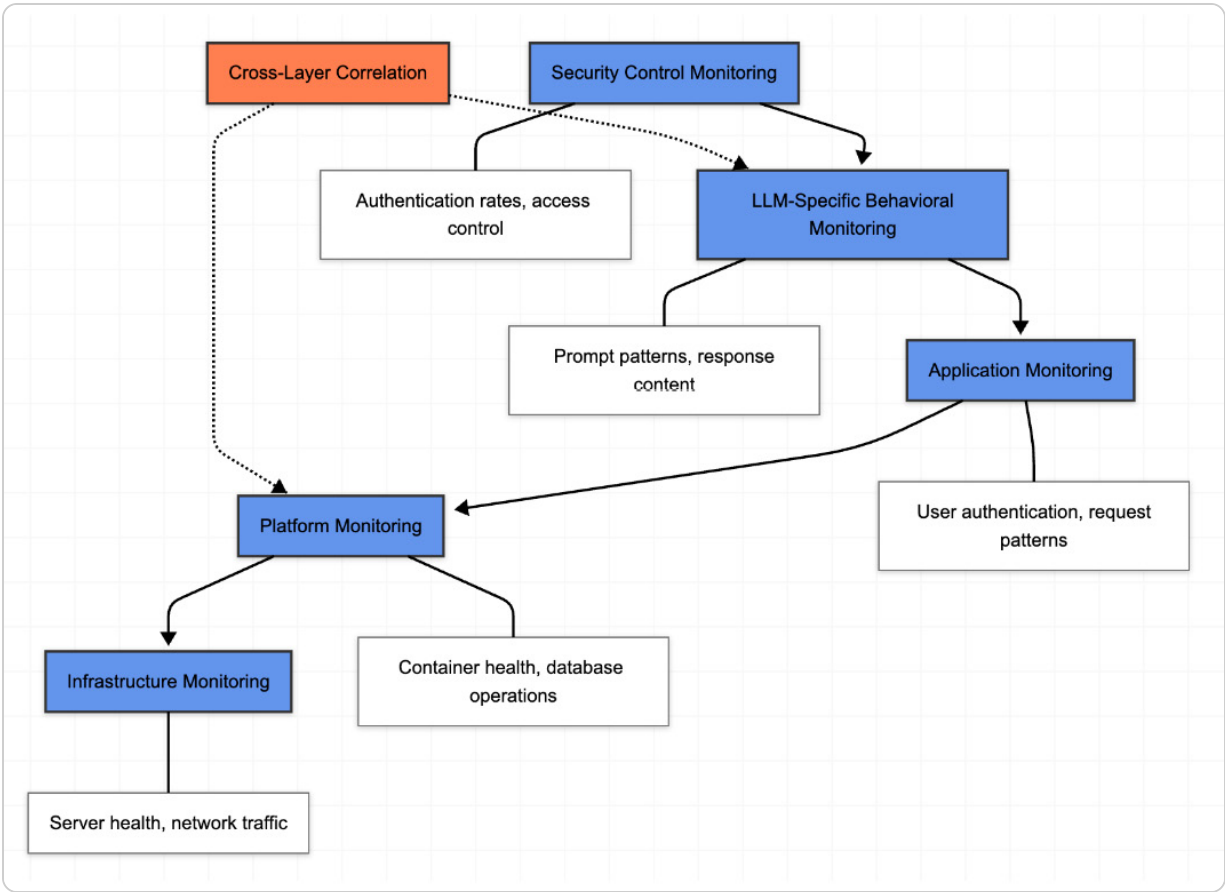 Cross-Layer Correlation
Security Control Monitoring
Authentication rates, access
control
LLM-Specific Behavioral
Monitoring
Prompt patterns, response
content
Application Monitoring
User authentication, request
patterns
Platform Monitoring
Container health, database
operations
Infrastructure Monitoring
Server health, network traffic